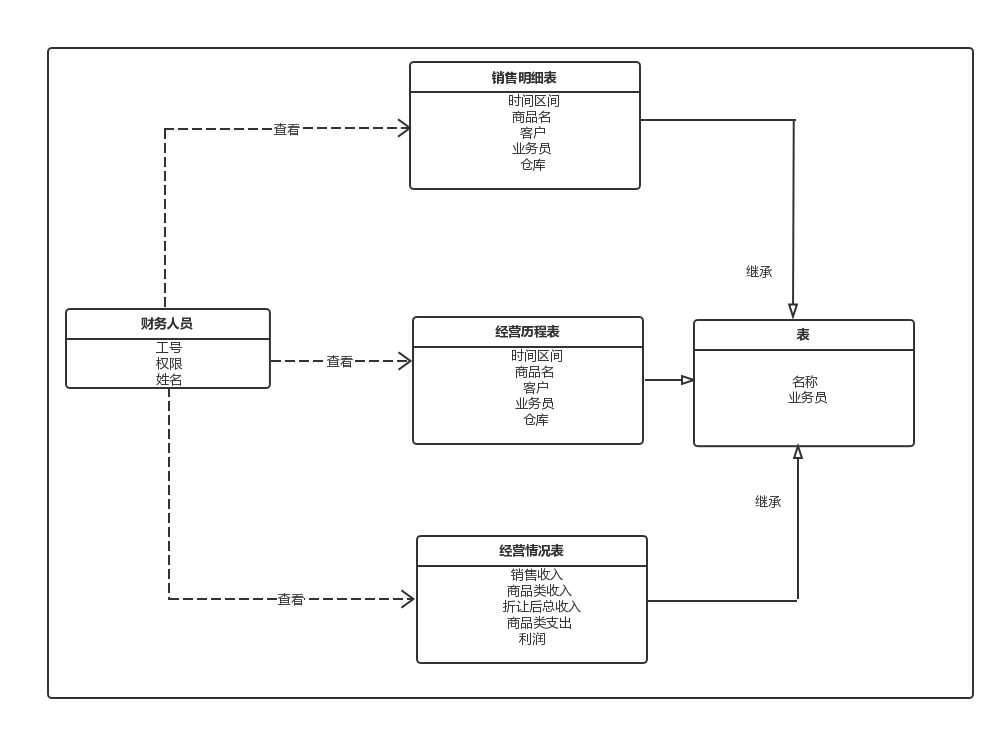 销售明细表
时间区间
商品名
客户
业务员
仓库
查看
继承
财务人员
工号
权限
姓名
查看
经营历程表
时间区间
商品名
客户
业务员
仓库
表
名称
业务员
继承
经营情况表
销售收入
商品类收入
折让后总收入
商品类支出
利润
查看